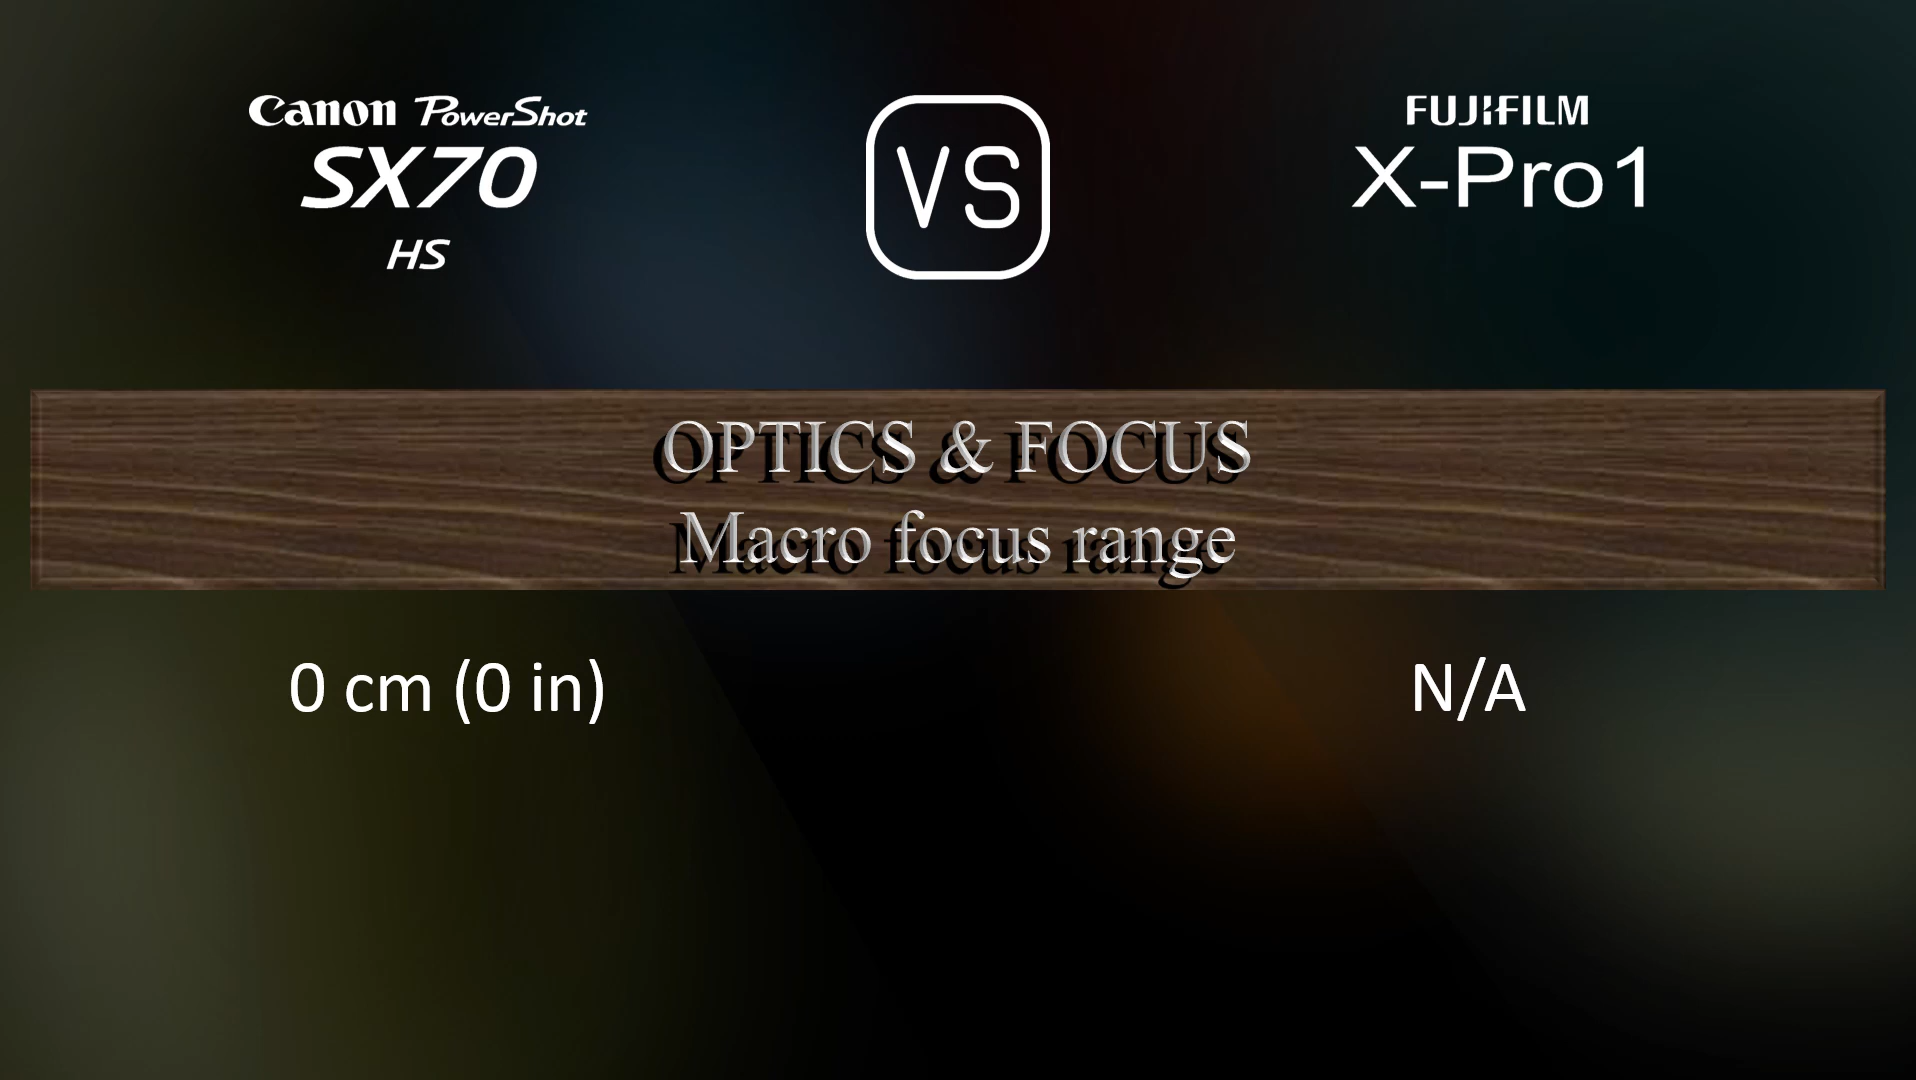 Canon PowerShot
SX70
HS
VS
FUJIFILM
X-Pro1
OPTICS & FOCUS
Macro focus range
0 cm (0 in)
N/A